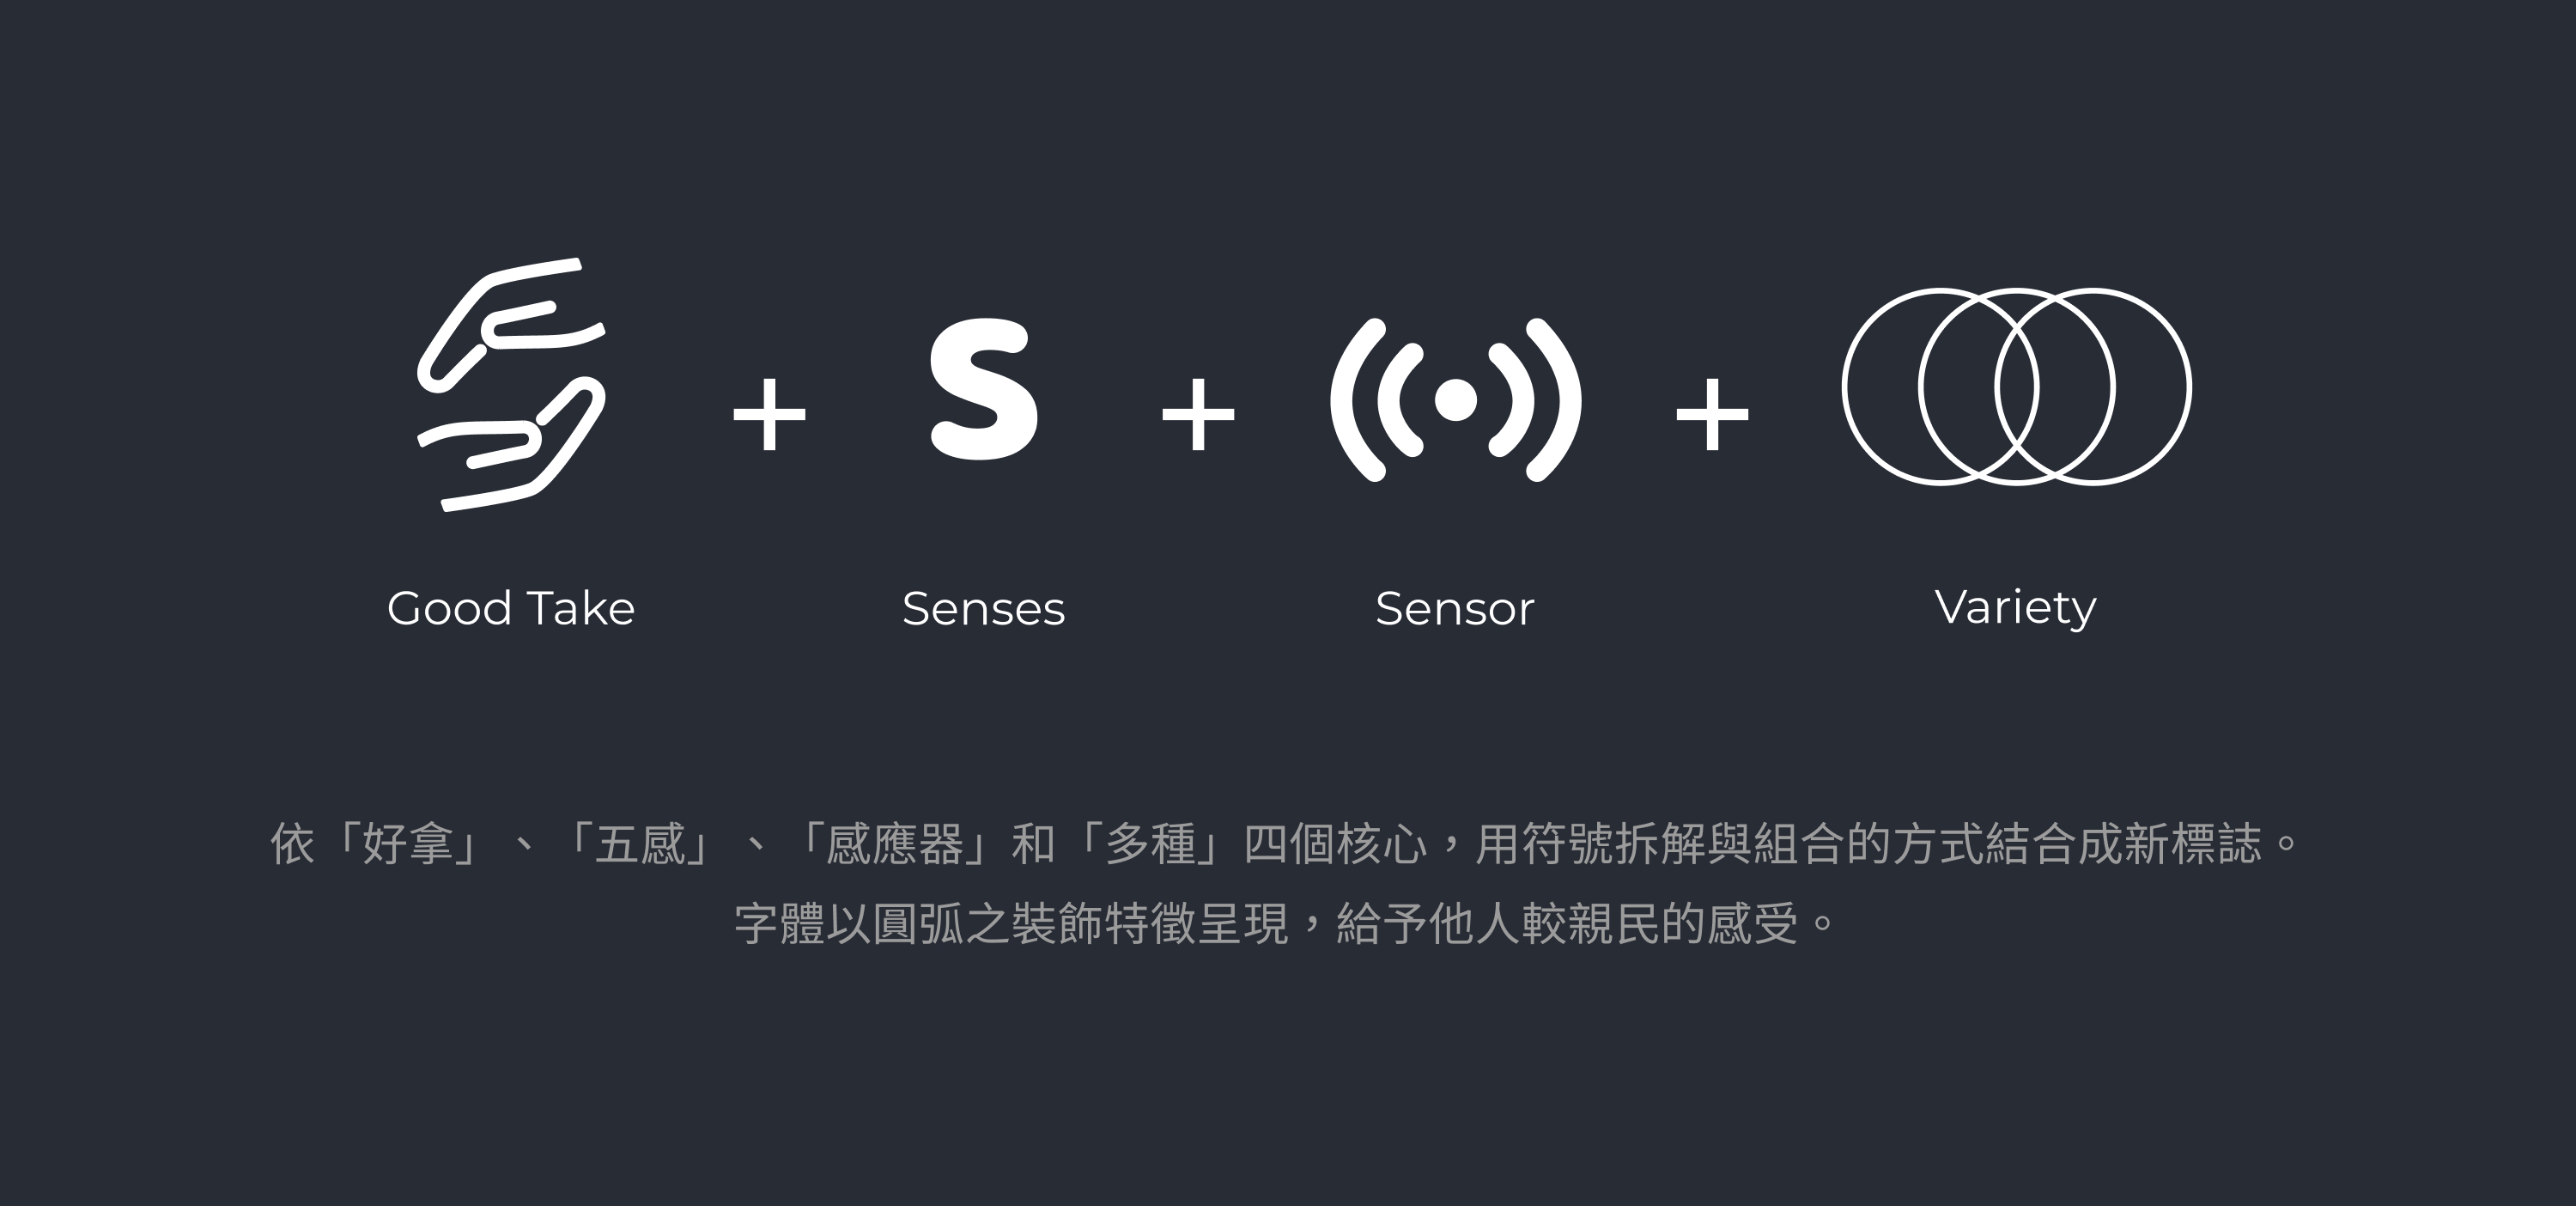 S
Good Take + Senses + Sensor + Variety
依「好拿」、「五感」、「感應器」和「多種」四個核心，用符號拆解與組合的方式結合成新標誌。
字體以圓弧之裝飾特徵呈現，給予他人較親民的感受。